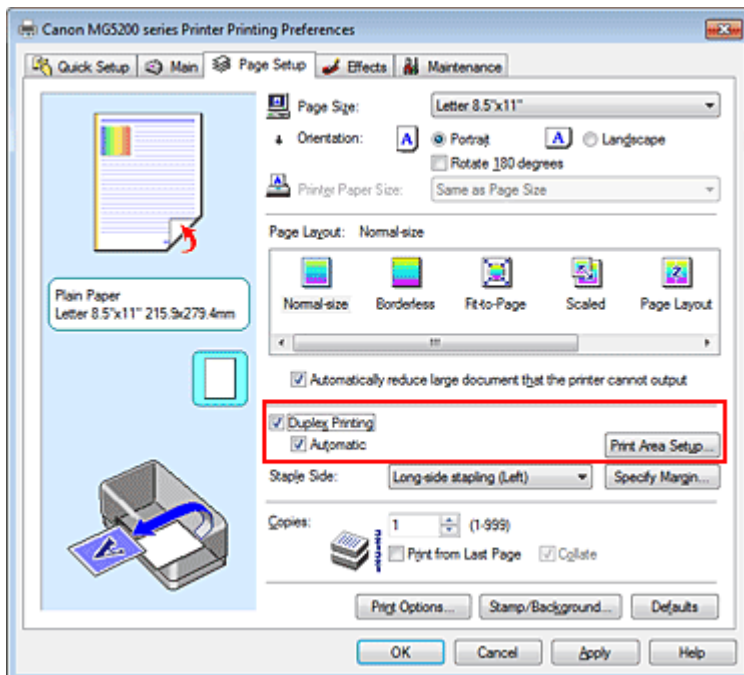 Canon MG5200 series Printer Printing Preferences
Quick Setup Main Page Setup Effects Maintenance
Page Size: Letter 8.5"x11"
Orientation: A Portrait A Landscape
Rotate 180 degrees
Printer Paper Size: Same as Page Size
Page Layout: Normal-size
Normal-size Borderless Fit-to-Page Scaled Page Layout
Plain Paper
Letter 8.5"x11" 215.9x279.4mm
Automatically reduce large document that the printer cannot output
Duplex Printing
Automatic Print Area Setup...
Staple Side: Long-side stapling (Left) Specify Margin...
Copies: 1 (1-999)
Print from Last Page Collate
Print Options... Stamp/Background... Defaults
OK Cancel Apply Help